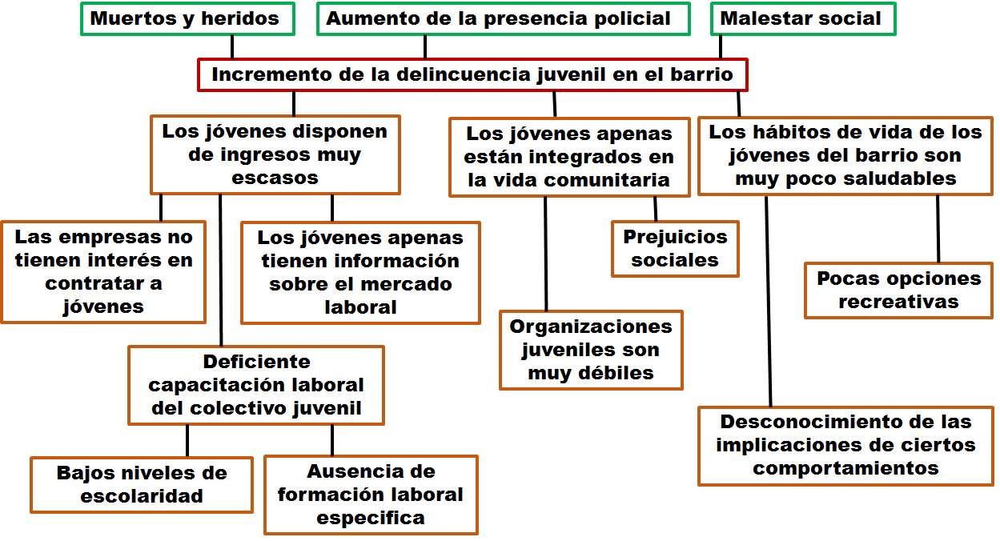 Muertos y heridos
Aumento de la presencia policial
Malestar social
Incremento de la delincuencia juvenil en el barrio
Los jóvenes disponen
de ingresos muy
escasos
Los jóvenes apenas
están integrados en
la vida comunitaria
Los hábitos de vida de los
jóvenes del barrio son
muy poco saludables
Las empresas no
tienen interés en
contratar a
jóvenes
Los jóvenes apenas
tienen información
sobre el mercado
laboral
Prejuicios
sociales
Pocas opciones
recreativas
Organizaciones
juveniles son
muy débiles
Deficiente
capacitación laboral
del colectivo juvenil
Desconocimiento de las
implicaciones de ciertos
comportamientos
Bajos niveles de
escolaridad
Ausencia de
formación laboral
especifica